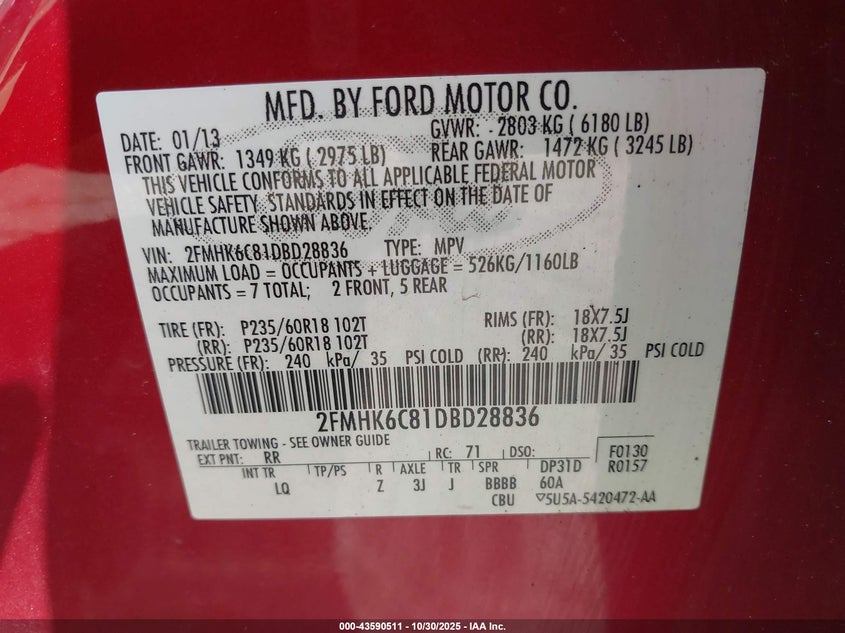 MFD. BY FORD MOTOR CO.
DATE: 01/13 GVWR: 2803 KG ( 6180 LB)
FRONT GAWR: 1349 KG ( 2975 LB) REAR GAWR: 1472 KG ( 3245 LB)
THIS VEHICLE CONFORMS TO ALL APPLICABLE FEDERAL MOTOR
VEHICLE SAFETY STANDARDS IN EFFECT ON THE DATE OF
MANUFACTURE SHOWN ABOVE.
VIN: 2FMHK6C81DBD28836 TYPE: MPV
MAXIMUM LOAD = OCCUPANTS + LUGGAGE = 526KG/1160LB
OCCUPANTS = 7 TOTAL; 2 FRONT, 5 REAR
TIRE (FR): P235/60R18 102T RIMS (FR): 18X7.5J
(RR): P235/60R18 102T (RR): 18X7.5J
PRESSURE (FR): 240 kPa/ 35 PSI COLD (RR): 240 kPa/ 35 PSI COLD
2FMHK6C81DBD28836
TRAILER TOWING - SEE OWNER GUIDE
EXT PNT: RR RC: 71 DSO: F0130
INT TR TP/PS R AXLE TR SPR DP31D R0157
LQ Z 3J J BBBB 60A
CBU 5U5A-5420472-AA
000-43590511 - 10/30/2025 - IAA Inc.